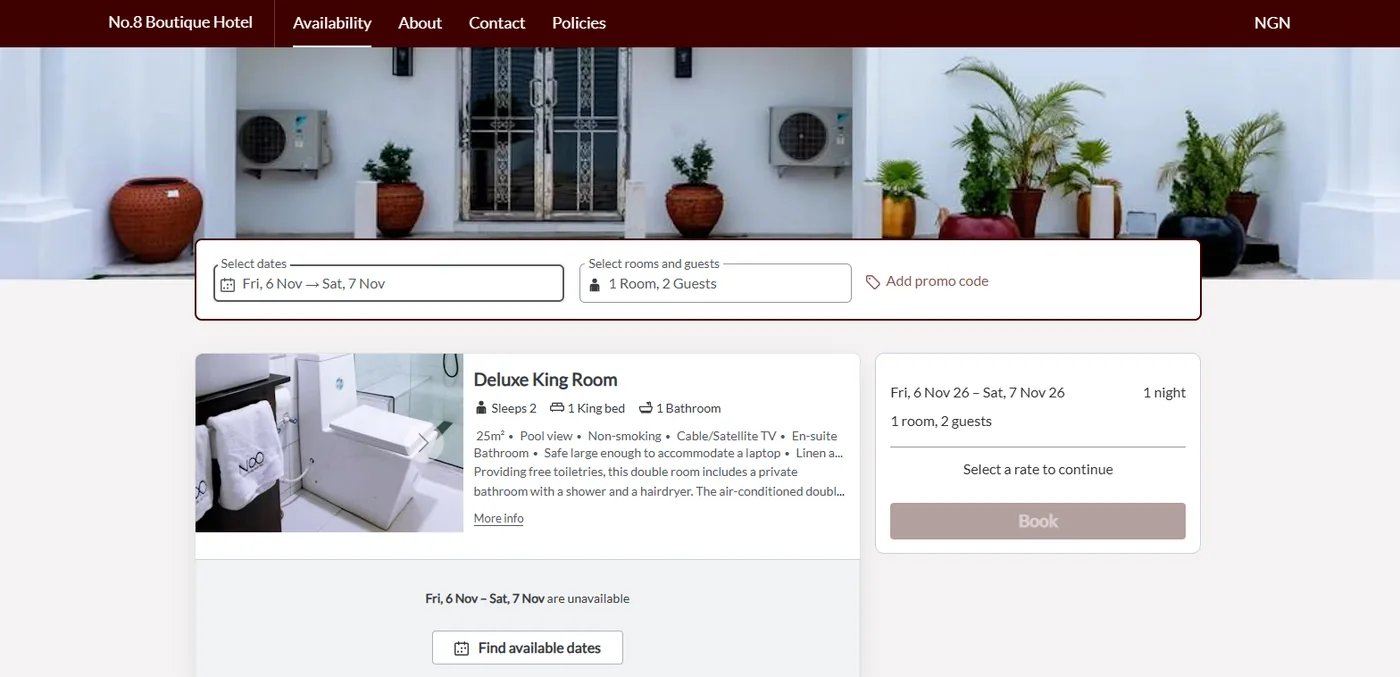 No.8 Boutique Hotel
Availability
About
Contact
Policies
NGN
Select dates
Fri, 6 Nov → Sat, 7 Nov
Select rooms and guests
1 Room, 2 Guests
Add promo code
Deluxe King Room
Sleeps 2 1 King bed 1 Bathroom
25m² • Pool view • Non-smoking • Cable/Satellite TV • En-suite
Bathroom • Safe large enough to accommodate a laptop • Linen a...
Providing free toiletries, this double room includes a private
bathroom with a shower and a hairdryer. The air-conditioned doubl...
More info
Fri, 6 Nov – Sat, 7 Nov are unavailable
Find available dates
Fri, 6 Nov 26 – Sat, 7 Nov 26 1 night
1 room, 2 guests
Select a rate to continue
Book